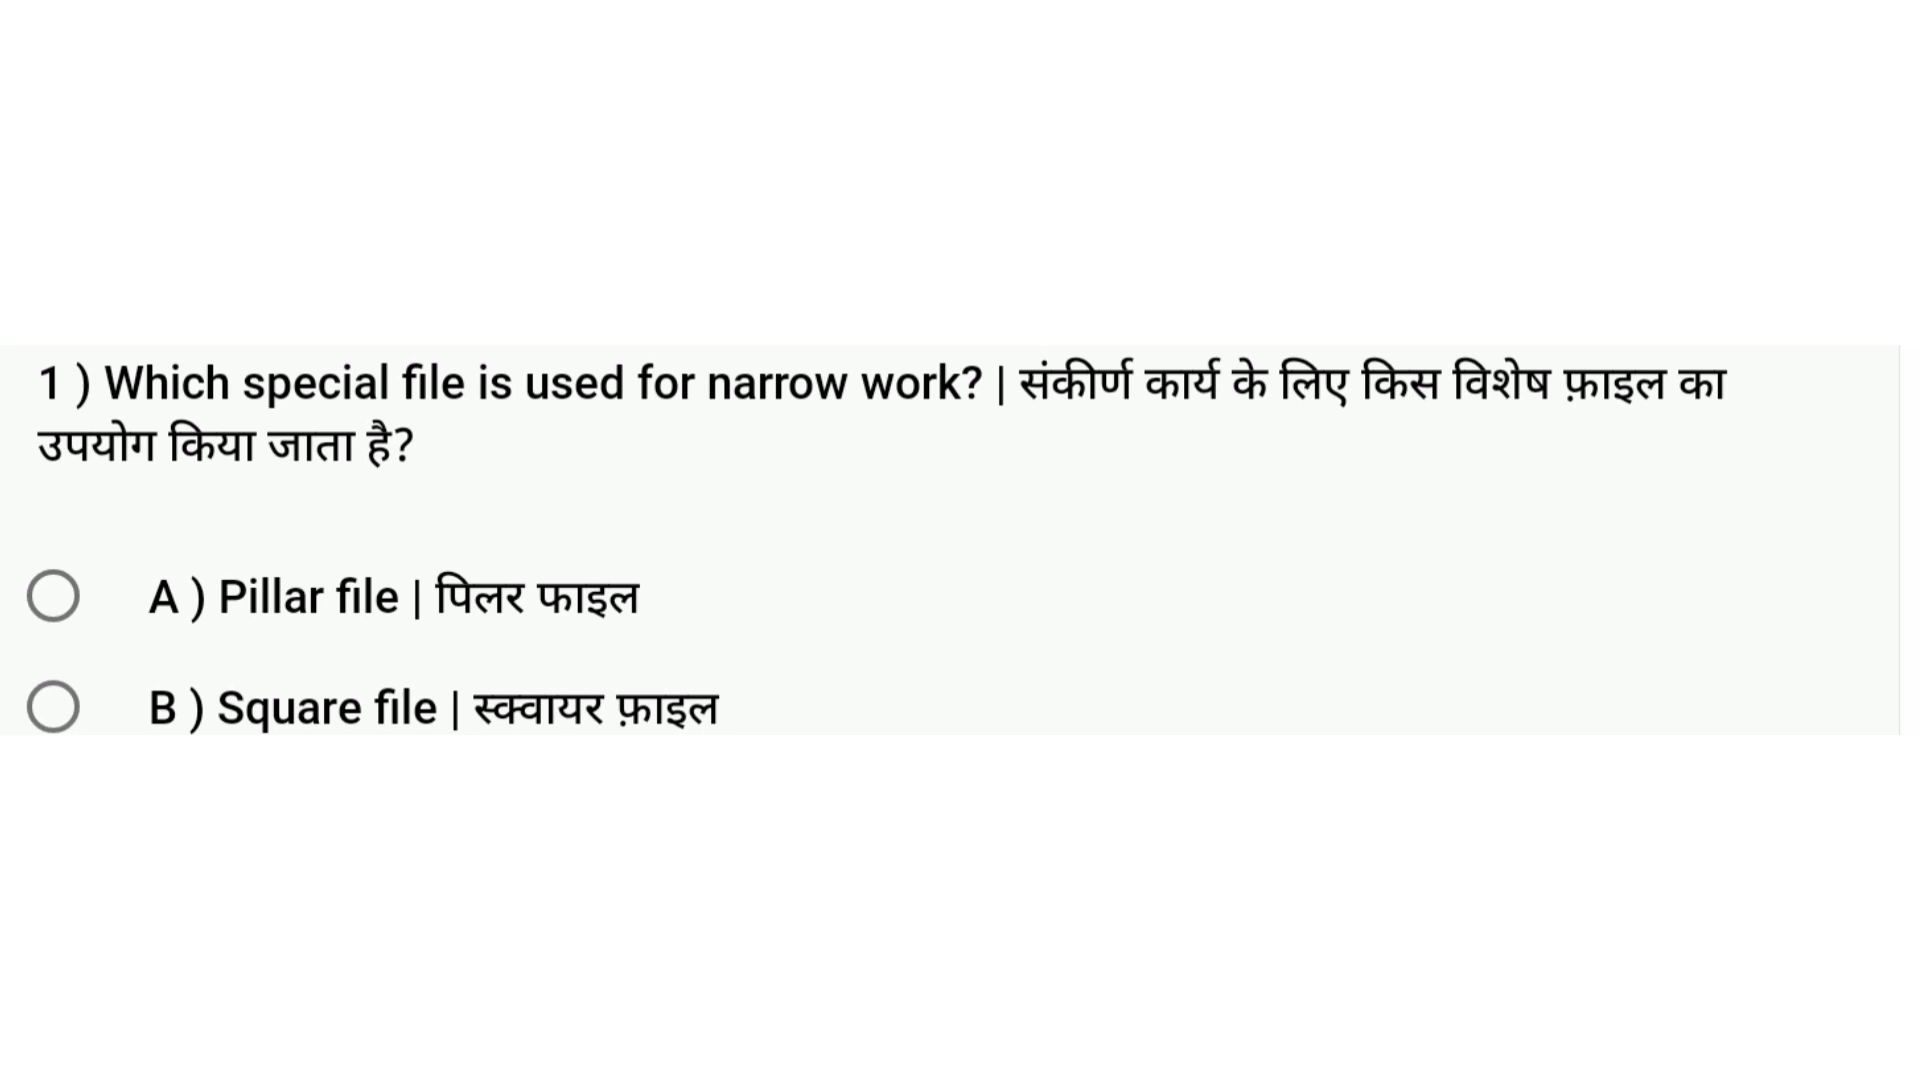 1 ) Which special file is used for narrow work? | संकीर्ण कार्य के लिए किस विशेष फ़ाइल का
उपयोग किया जाता है?
A ) Pillar file | पिलर फाइल
B ) Square file | स्क्वायर फ़ाइल